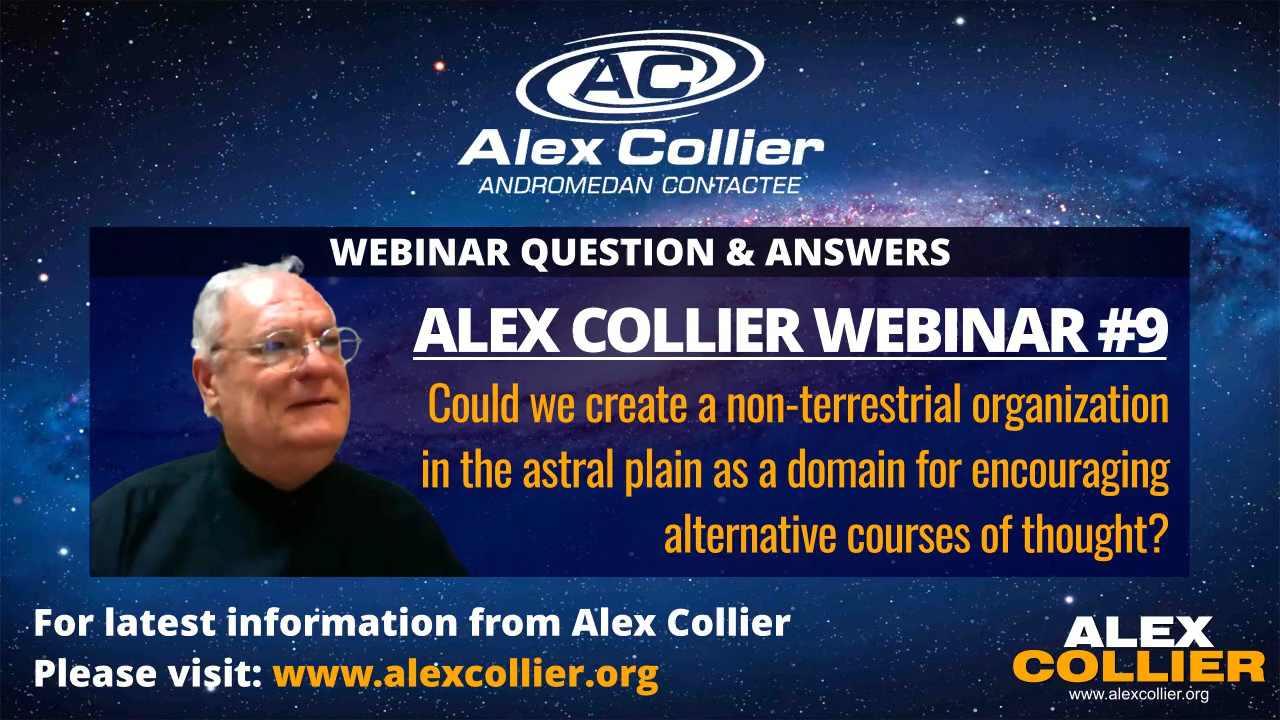 AC
Alex Collier
ANDROMEDAN CONTACTEE
WEBINAR QUESTION & ANSWERS
ALEX COLLIER WEBINAR #9
Could we create a non-terrestrial organization
in the astral plain as a domain for encouraging
alternative courses of thought?
For latest information from Alex Collier
Please visit: www.alexcollier.org
ALEX
COLLIER
www.alexcollier.org